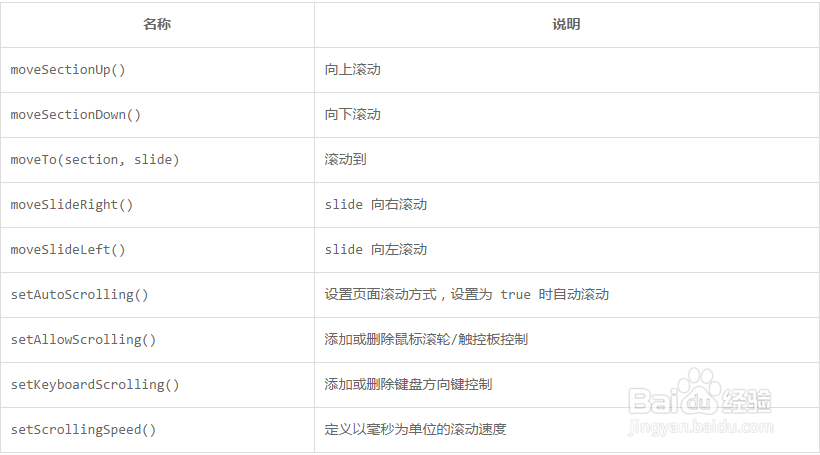 名称 说明
moveSectionUp() 向上滚动
moveSectionDown() 向下滚动
moveTo(section, slide) 滚动到
moveSlideRight() slide 向右滚动
moveSlideLeft() slide 向左滚动
setAutoScrolling() 设置页面滚动方式，设置为 true 时自动滚动
setAllowScrolling() 添加或删除鼠标滚轮/触控板控制
setKeyboardScrolling() 添加或删除键盘方向键控制
setScrollingSpeed() 定义以毫秒为单位的滚动速度
Baidu 经验
jingyan.baidu.com